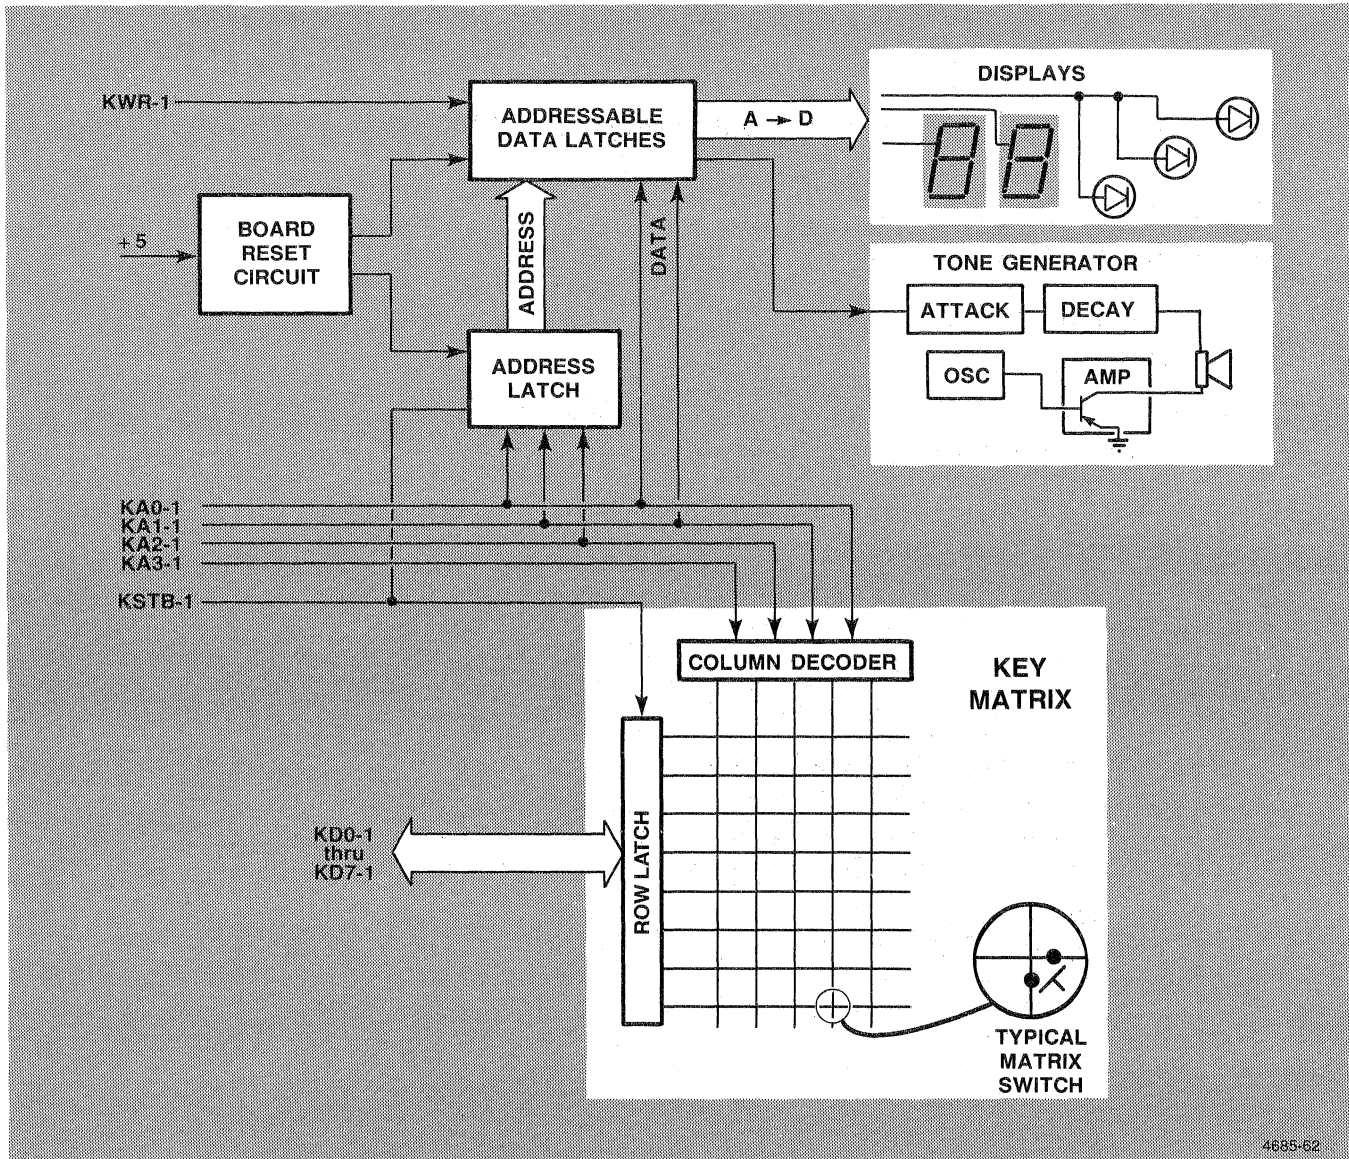 KWR-1
ADDRESSABLE
DATA LATCHES
A → D
DISPLAYS
+ 5
BOARD
RESET
CIRCUIT
ADDRESS
DATA
TONE GENERATOR
ATTACK
DECAY
OSC
AMP
ADDRESS
LATCH
KA0-1
KA1-1
KA2-1
KA3-1
KSTB-1
COLUMN DECODER
KEY
MATRIX
ROW LATCH
KD0-1
thru
KD7-1
TYPICAL
MATRIX
SWITCH
4685-62